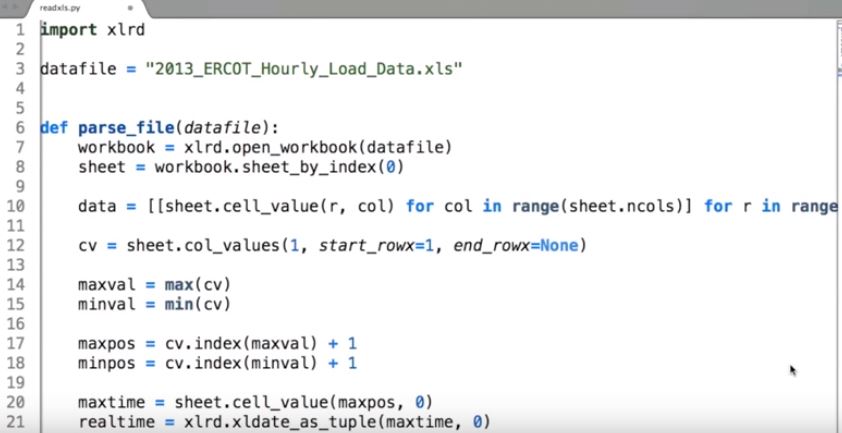 readxls.py
1 import xlrd
2
3 datafile = "2013_ERCOT_Hourly_Load_Data.xls"
4
5
6 def parse_file(datafile):
7     workbook = xlrd.open_workbook(datafile)
8     sheet = workbook.sheet_by_index(0)
9
10     data = [[sheet.cell_value(r, col) for col in range(sheet.ncols)] for r in range
11
12     cv = sheet.col_values(1, start_rowx=1, end_rowx=None)
13
14     maxval = max(cv)
15     minval = min(cv)
16
17     maxpos = cv.index(maxval) + 1
18     minpos = cv.index(minval) + 1
19
20     maxtime = sheet.cell_value(maxpos, 0)
21     realtime = xlrd.xldate_as_tuple(maxtime, 0)